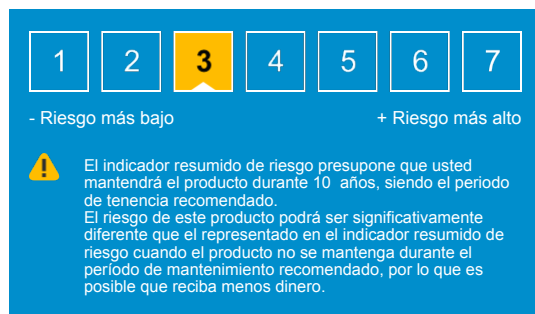 1 2 3 4 5 6 7
- Riesgo más bajo + Riesgo más alto
El indicador resumido de riesgo presupone que usted
mantendrá el producto durante 10 años, siendo el periodo
de tenencia recomendado.
El riesgo de este producto podrá ser significativamente
diferente que el representado en el indicador resumido de
riesgo cuando el producto no se mantenga durante el
período de mantenimiento recomendado, por lo que es
posible que reciba menos dinero.